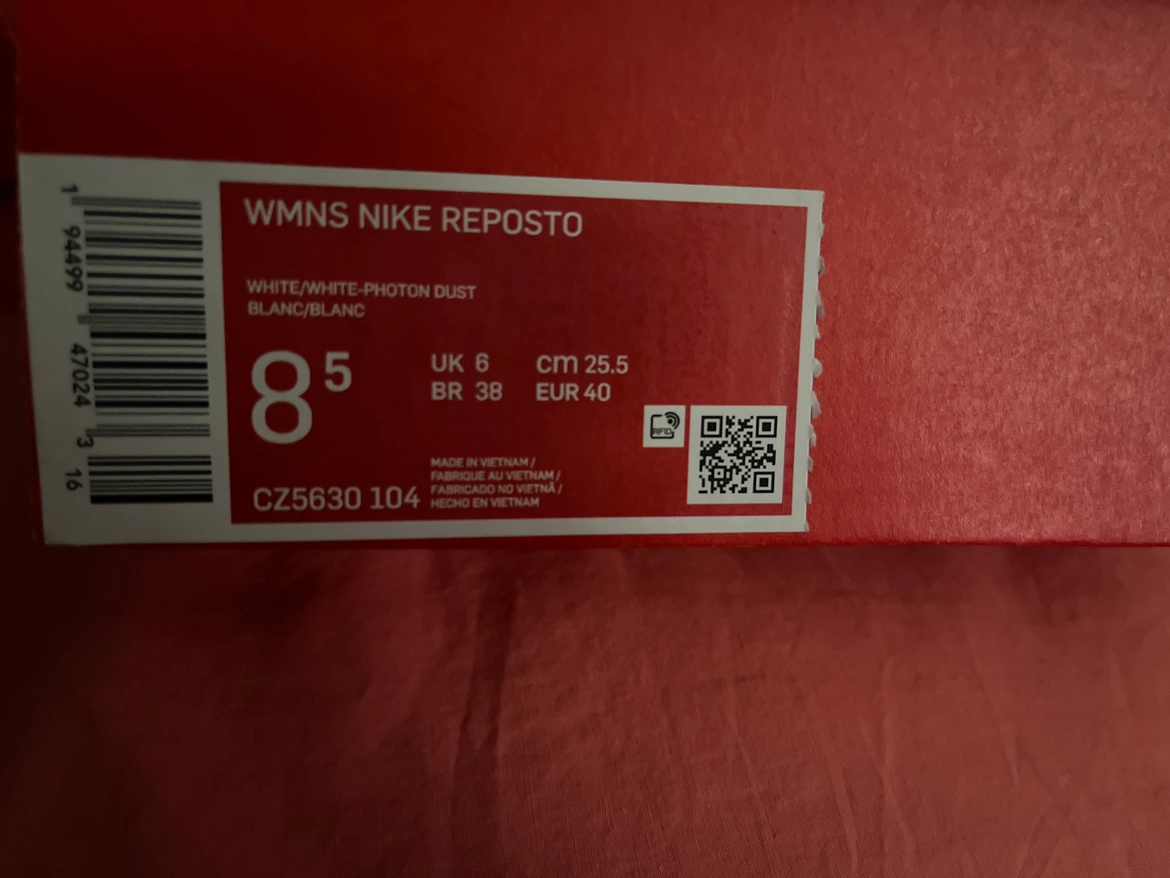 WMNS NIKE REPOSTO
WHITE/WHITE-PHOTON DUST
BLANC/BLANC
8 5
UK 6 cm 25.5
BR 38 EUR 40
RFID
MADE IN VIETNAM /
FABRIQUE AU VIETNAM /
FABRICADO NO VIETNÃ /
HECHO EN VIETNAM
CZ5630 104
1 94499 47024 3 16